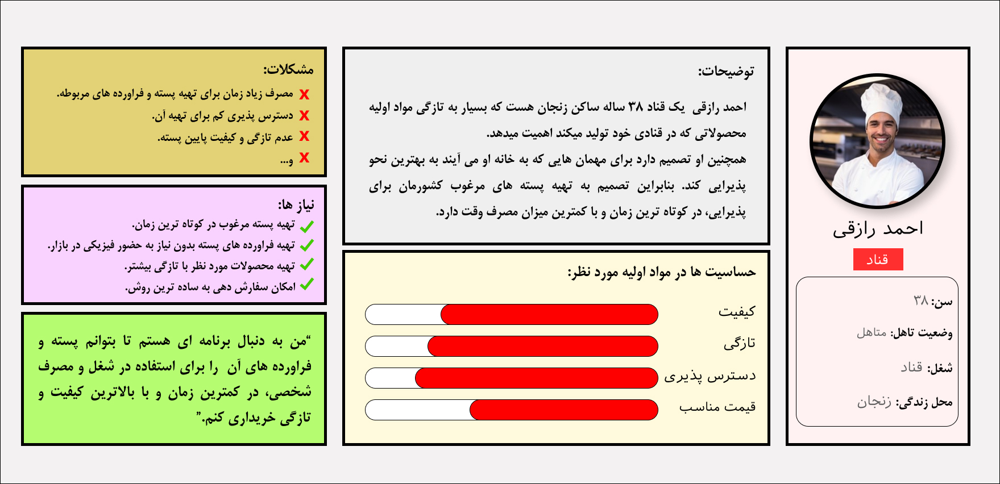 احمد رازقی
قناد
سن: ۳۸
وضعیت تاهل: متاهل
شغل: قناد
محل زندگی: زنجان
توضیحات:
احمد رازقی یک قناد ۳۸ ساله ساکن زنجان هست که بسیار به تازگی مواد اولیه
محصولاتی که در قنادی خود تولید میکند اهمیت میدهد.
همچنین او تصمیم دارد برای مهمان هایی که به خانه او می آیند به بهترین نحو
پذیرایی کند. بنابراین تصمیم به تهیه پسته های مرغوب کشورمان برای
پذیرایی، در کوتاه ترین زمان و با کمترین میزان مصرف وقت دارد.
حساسیت ها در مواد اولیه مورد نظر:
کیفیت
تازگی
دسترس پذیری
قیمت مناسب
مشکلات:
مصرف زیاد زمان برای تهیه پسته و فراورده های مربوطه.
دسترس پذیری کم برای تهیه آن.
عدم تازگی و کیفیت پایین پسته.
و...
نیاز ها:
تهیه پسته مرغوب در کوتاه ترین زمان.
تهیه فراورده های پسته بدون نیاز به حضور فیزیکی در بازار.
تهیه محصولات مورد نظر با تازگی بیشتر.
امکان سفارش دهی به ساده ترین روش.
“من به دنبال برنامه ای هستم تا بتوانم پسته و
فراورده های آن را برای استفاده در شغل و مصرف
شخصی، در کمترین زمان و با بالاترین کیفیت و
تازگی خریداری کنم.”